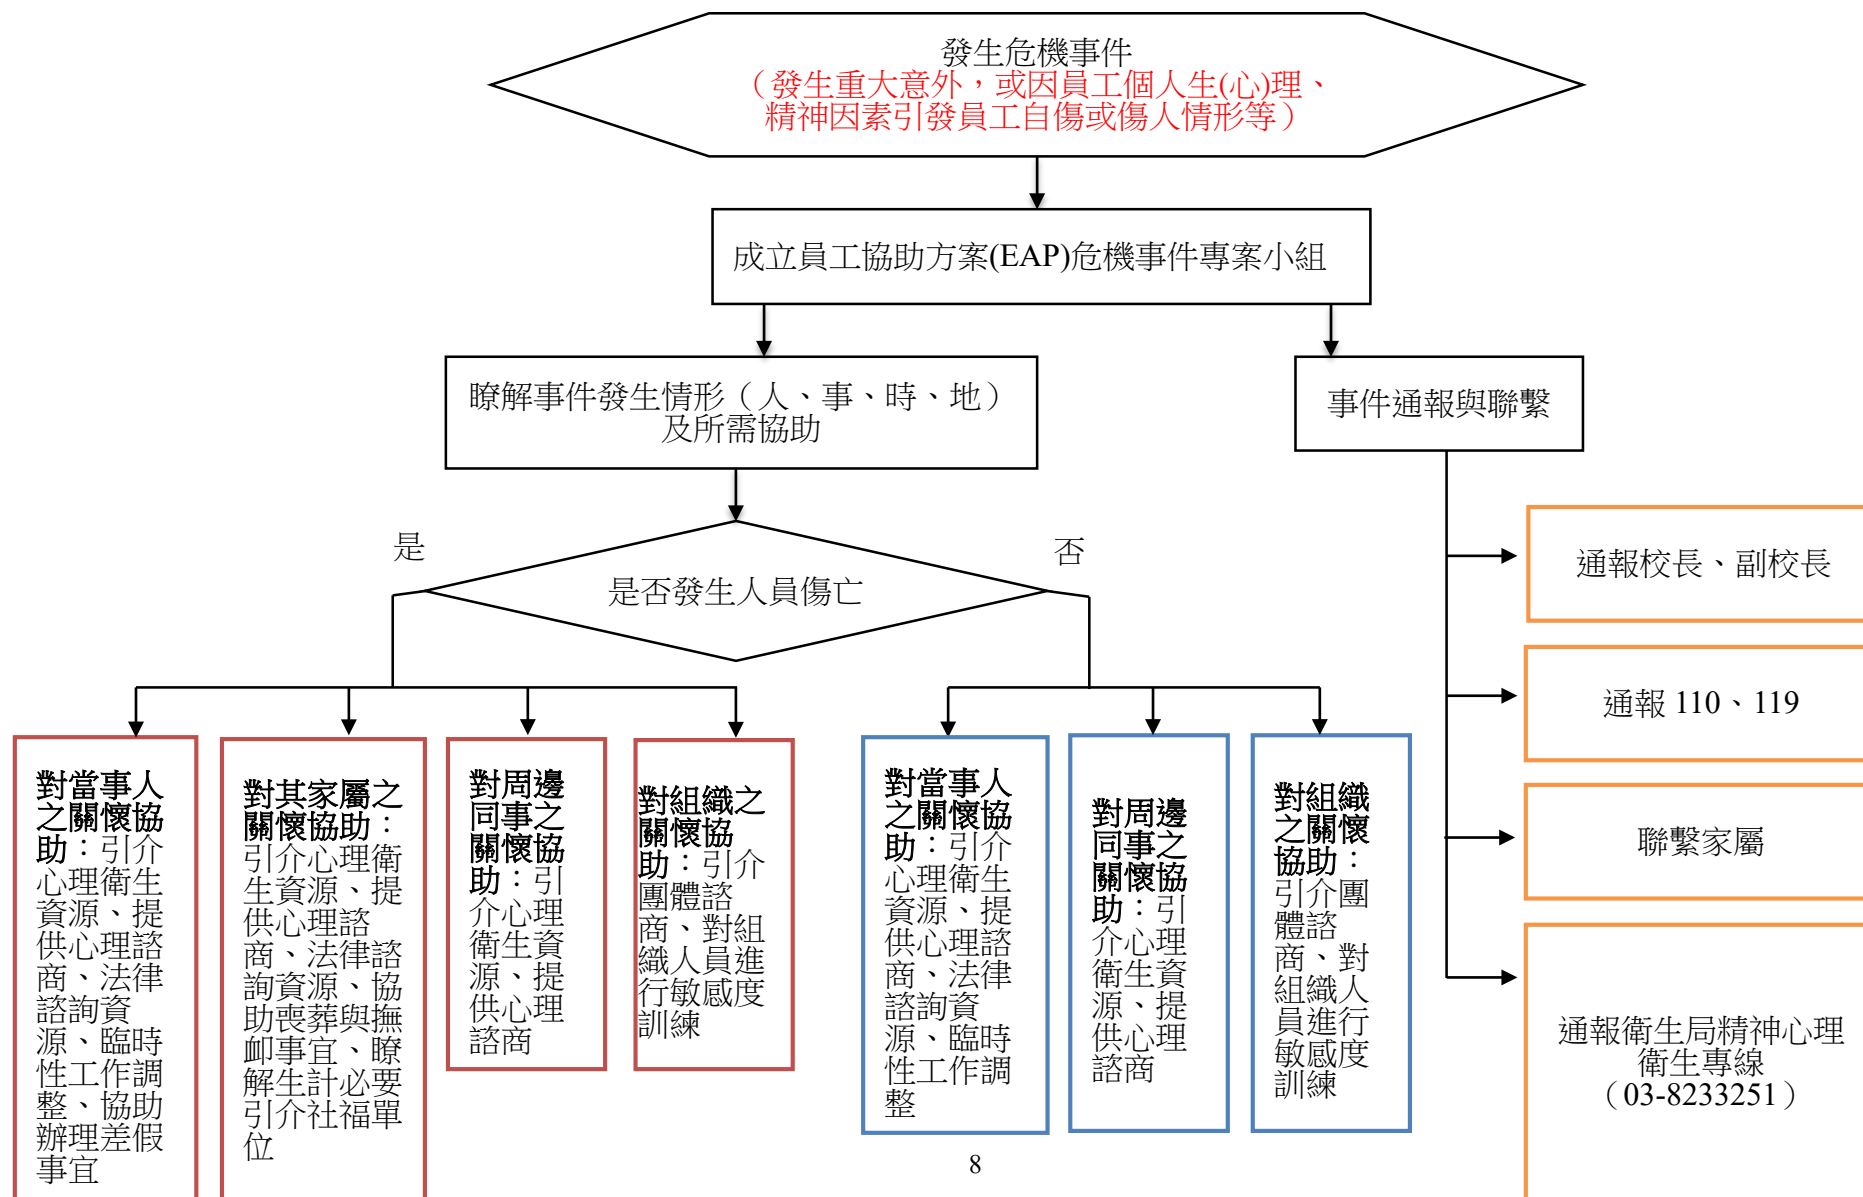 發生危機事件
（發生重大意外，或因員工個人生(心)理、
精神因素引發員工自傷或傷人情形等）
成立員工協助方案(EAP)危機事件專案小組
瞭解事件發生情形（人、事、時、地）
及所需協助
事件通報與聯繫
是
否
是否發生人員傷亡
通報校長、副校長
通報 110、119
聯繫家屬
通報衛生局精神心理
衛生專線
（03-8233251）
對當事人
之關懷協
助：引介
心理衛生
資源、提
供心理諮
商、法律
諮詢資
源、臨時
性工作調
整、協助
辦理差假
事宜
對其家屬之
關懷協助：
引介心理衛
生資源、提
供心理諮
商、法律諮
詢資源、協
助喪葬與撫
卹事宜、瞭
解生計必要
引介社福單
位
對周邊
同事之
關懷協
助：引
介心理
衛生資
源、提
供心理
諮商
對組織之
關懷協
助：引介
團體諮
商、對組
織人員進
行敏感度
訓練
對當事人
之關懷協
助：引介
心理衛生
資源、提
供心理諮
商、法律
諮詢資
源、臨時
性工作調
整
對周邊
同事之
關懷協
助：引
介心理
衛生資
源、提
供心理
諮商
對組織
之關懷
協助：
引介團
體諮
商、對
組織人
員進行
敏感度
訓練
8